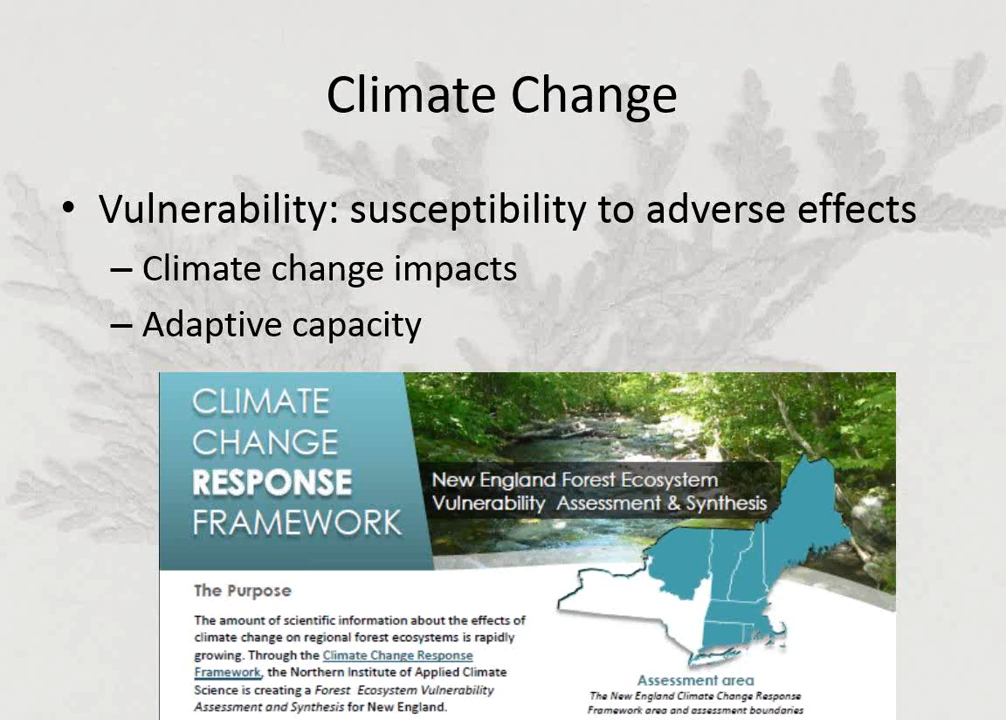 Climate Change
• Vulnerability: susceptibility to adverse effects
– Climate change impacts
– Adaptive capacity
CLIMATE
CHANGE
RESPONSE
FRAMEWORK
New England Forest Ecosystem
Vulnerability Assessment & Synthesis
The Purpose
The amount of scientific information about the effects of
climate change on regional forest ecosystems is rapidly
growing. Through the Climate Change Response
Framework, the Northern Institute of Applied Climate
Science is creating a Forest Ecosystem Vulnerability
Assessment and Synthesis for New England.
Assessment area
The New England Climate Change Response
Framework area and assessment boundaries